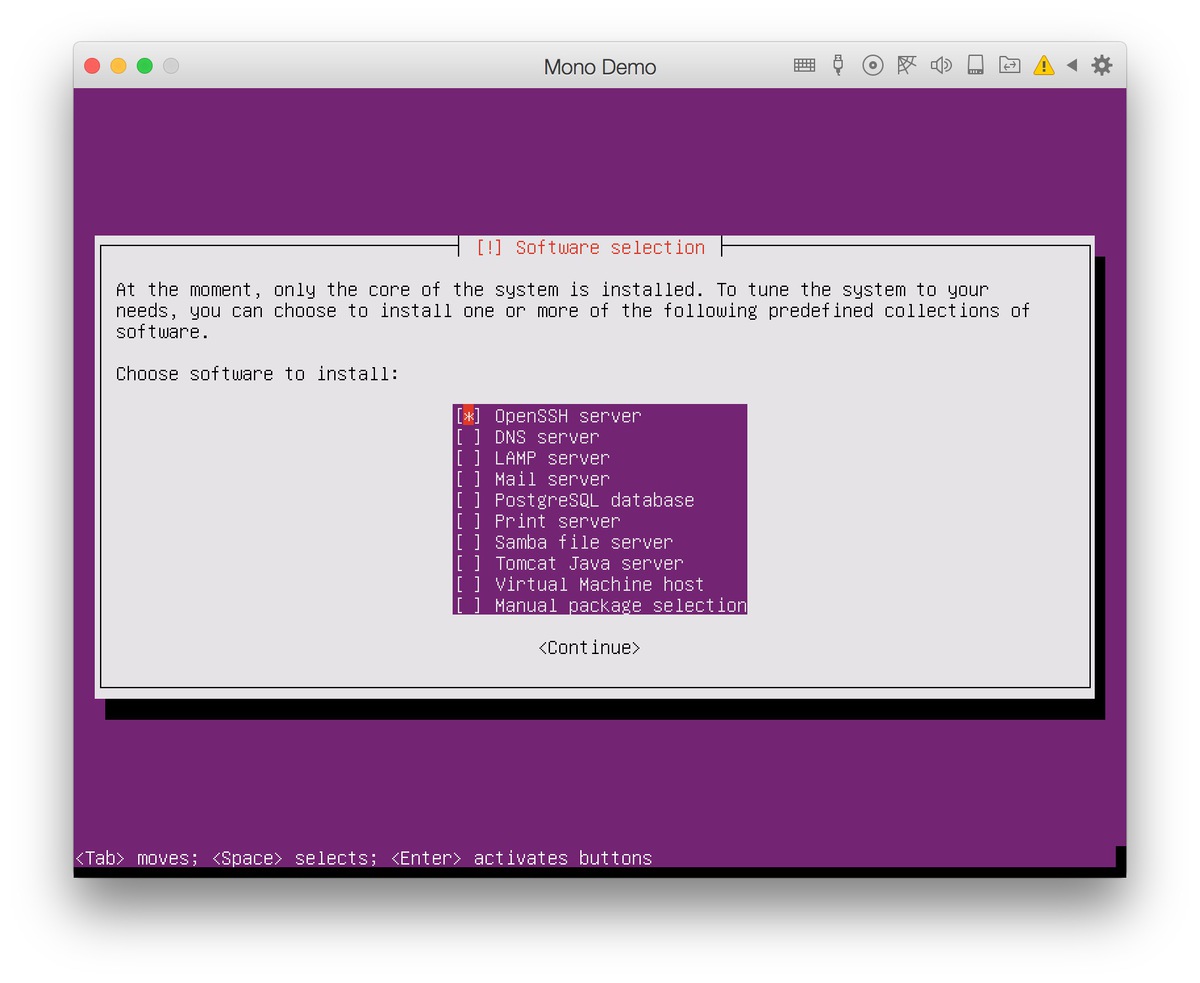 Mono Demo
[!] Software selection
At the moment, only the core of the system is installed. To tune the system to your
needs, you can choose to install one or more of the following predefined collections of
software.
Choose software to install:
[*] OpenSSH server
[ ] DNS server
[ ] LAMP server
[ ] Mail server
[ ] PostgreSQL database
[ ] Print server
[ ] Samba file server
[ ] Tomcat Java server
[ ] Virtual Machine host
[ ] Manual package selection
<Continue>
<Tab> moves; <Space> selects; <Enter> activates buttons